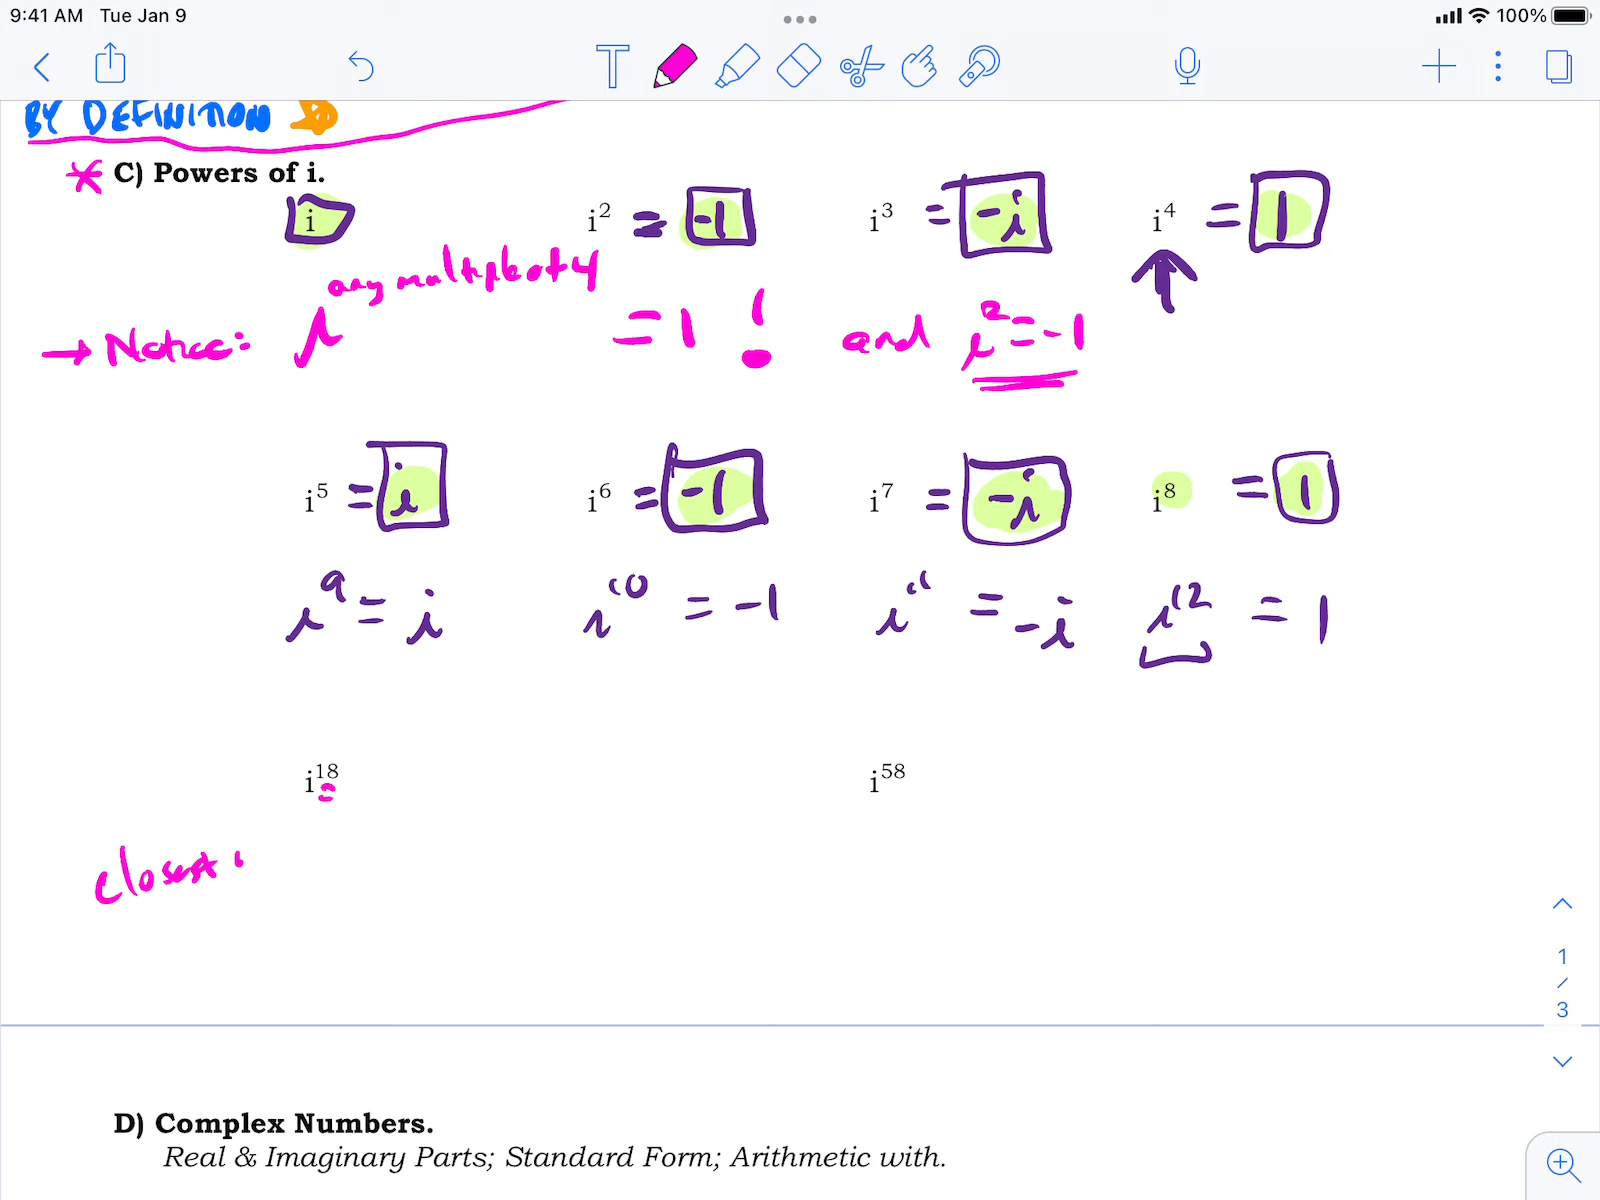 9:41 AM Tue Jan 9 100%
BY DEFINITION
C) Powers of i.
i i² = -1 i³ = -i i⁴ = 1
→ Notice: i^any multiple of 4 = 1 ! and i² = -1
i⁵ = i i⁶ = -1 i⁷ = -i i⁸ = 1
i⁹ = i i¹⁰ = -1 i¹¹ = -i i¹² = 1
i¹⁸ i⁵⁸
closest
1
/
3
D) Complex Numbers.
Real & Imaginary Parts; Standard Form; Arithmetic with.